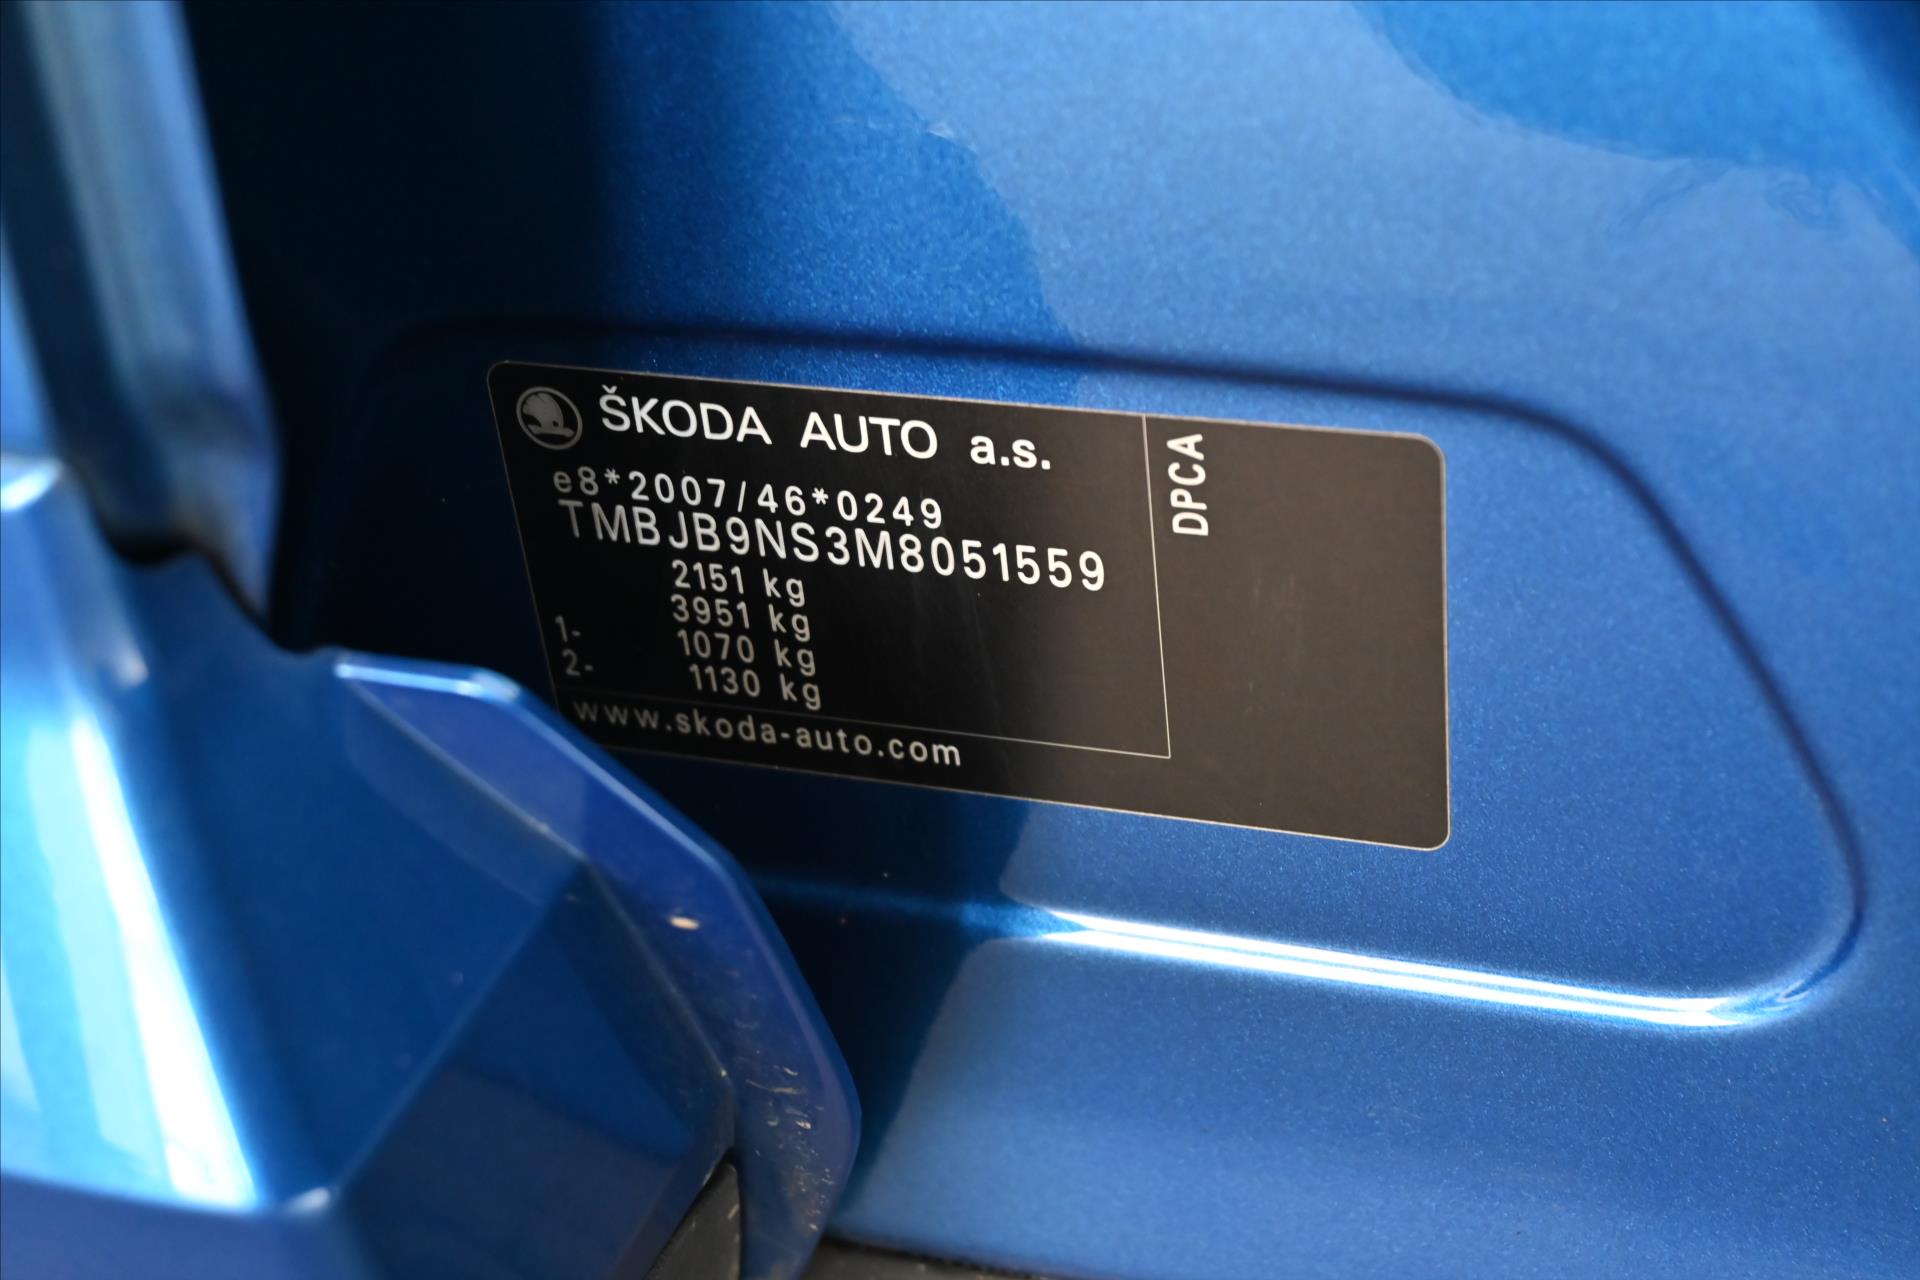 ŠKODA AUTO a.s.
e8*2007/46*0249
TMBJB9NS3M8051559
2151 kg
3951 kg
1- 1070 kg
2- 1130 kg
www.skoda-auto.com
DPCA